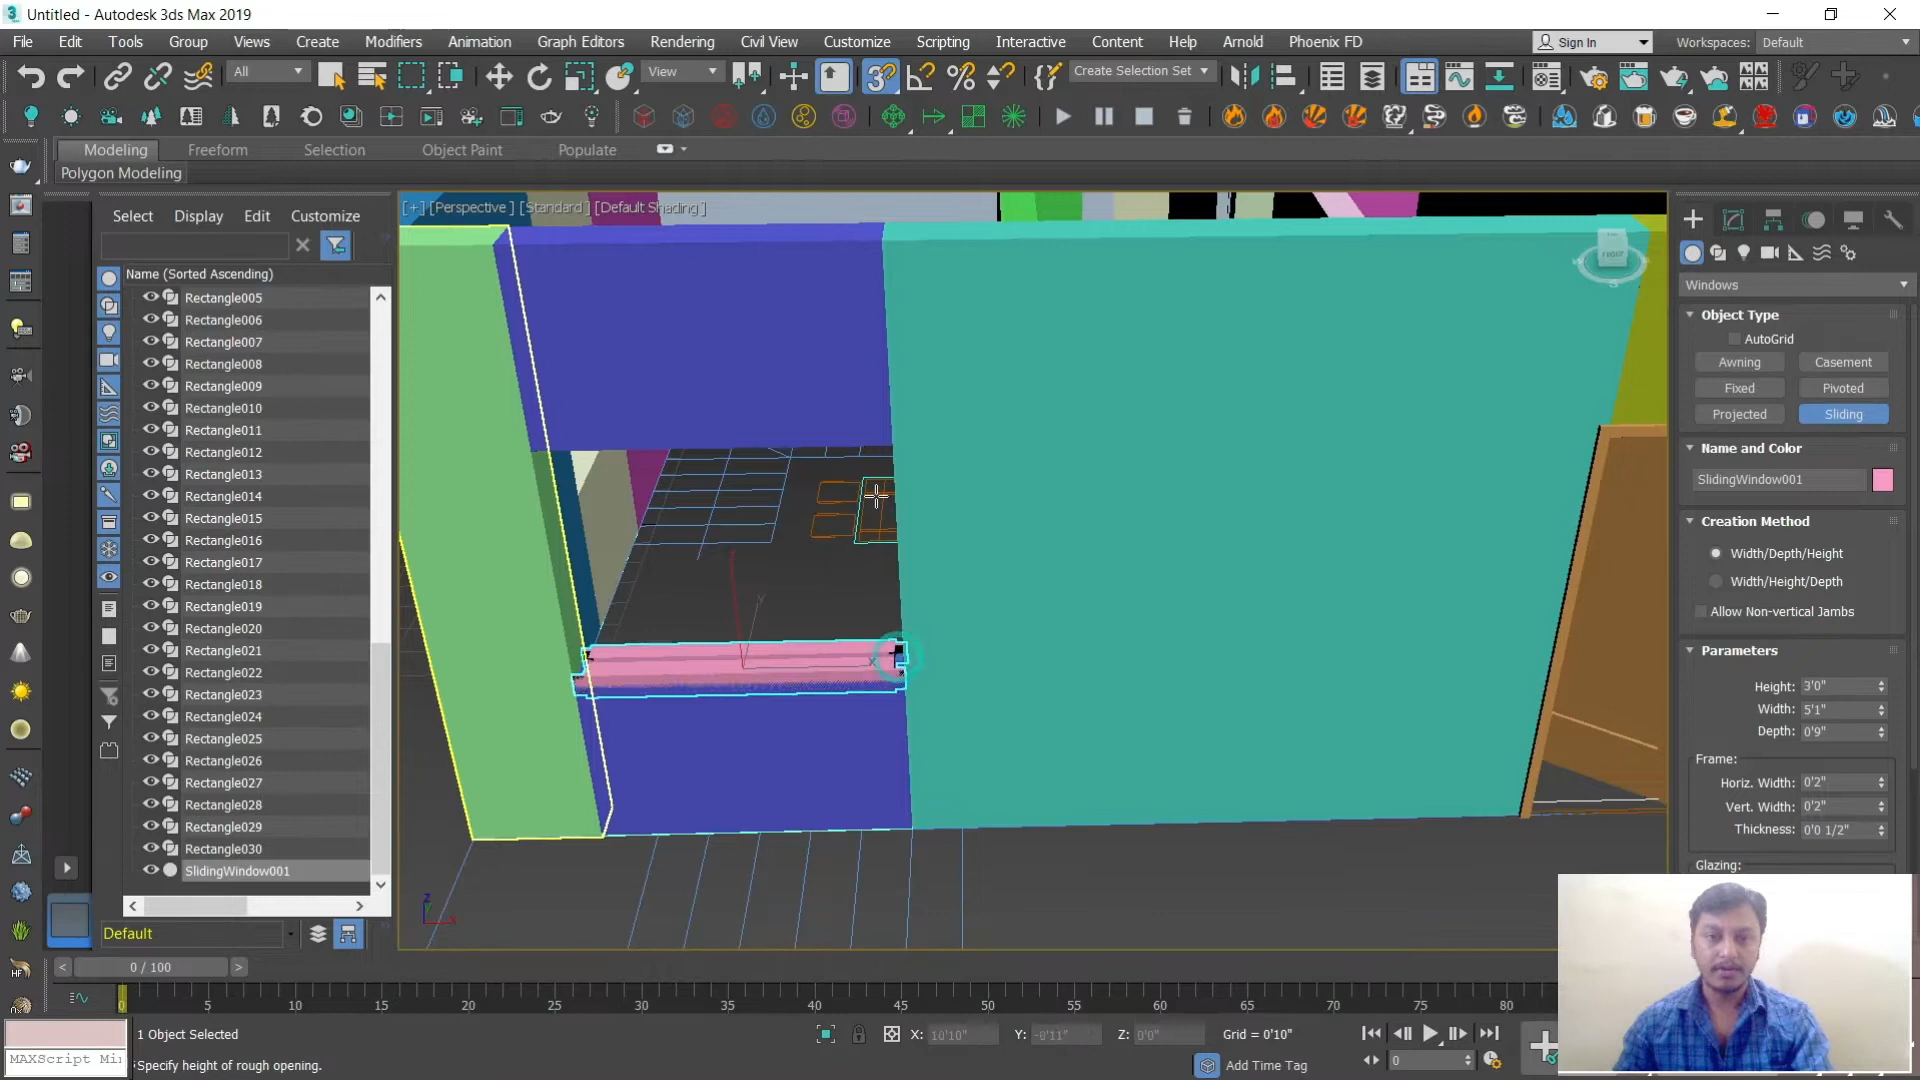 Untitled - Autodesk 3ds Max 2019
File Edit Tools Group Views Create Modifiers Animation Graph Editors Rendering Civil View Customize Scripting Interactive Content Help Arnold Phoenix FD
Sign In Workspaces: Default
All View Create Selection Set
Modeling Freeform Selection Object Paint Populate
Polygon Modeling
Select Display Edit Customize
Name (Sorted Ascending)
Rectangle005
Rectangle006
Rectangle007
Rectangle008
Rectangle009
Rectangle010
Rectangle011
Rectangle012
Rectangle013
Rectangle014
Rectangle015
Rectangle016
Rectangle017
Rectangle018
Rectangle019
Rectangle020
Rectangle021
Rectangle022
Rectangle023
Rectangle024
Rectangle025
Rectangle026
Rectangle027
Rectangle028
Rectangle029
Rectangle030
SlidingWindow001
Default
[+] [Perspective] [Standard] [Default Shading]
FRONT
Windows
Object Type
AutoGrid
Awning Casement
Fixed Pivoted
Projected Sliding
Name and Color
SlidingWindow001
Creation Method
Width/Depth/Height
Width/Height/Depth
Allow Non-vertical Jambs
Parameters
Height: 3'0"
Width: 5'1"
Depth: 0'9"
Frame:
Horiz. Width: 0'2"
Vert. Width: 0'2"
Thickness: 0'0 1/2"
Glazing:
0 / 100
0 5 10 15 20 25 30 35 40 45 50 55 60 65 70 75 80
1 Object Selected
X: 10'10" Y: -0'11" Z: 0'0" Grid = 0'10"
MAXScript Mi
Specify height of rough opening.
Add Time Tag
0